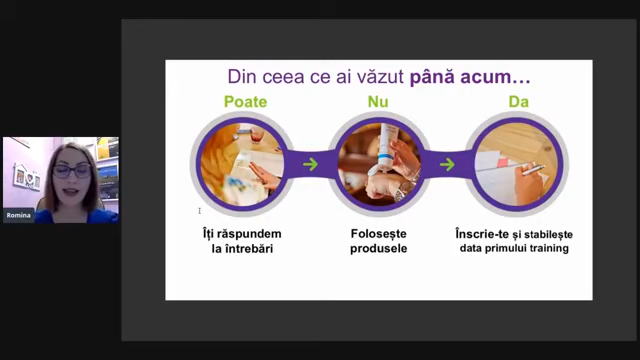 Din ceea ce ai văzut până acum...
Poate
Nu
Da
Îți răspundem
la întrebări
Folosește
produsele
Înscrie-te și stabilește
data primului training
Romina